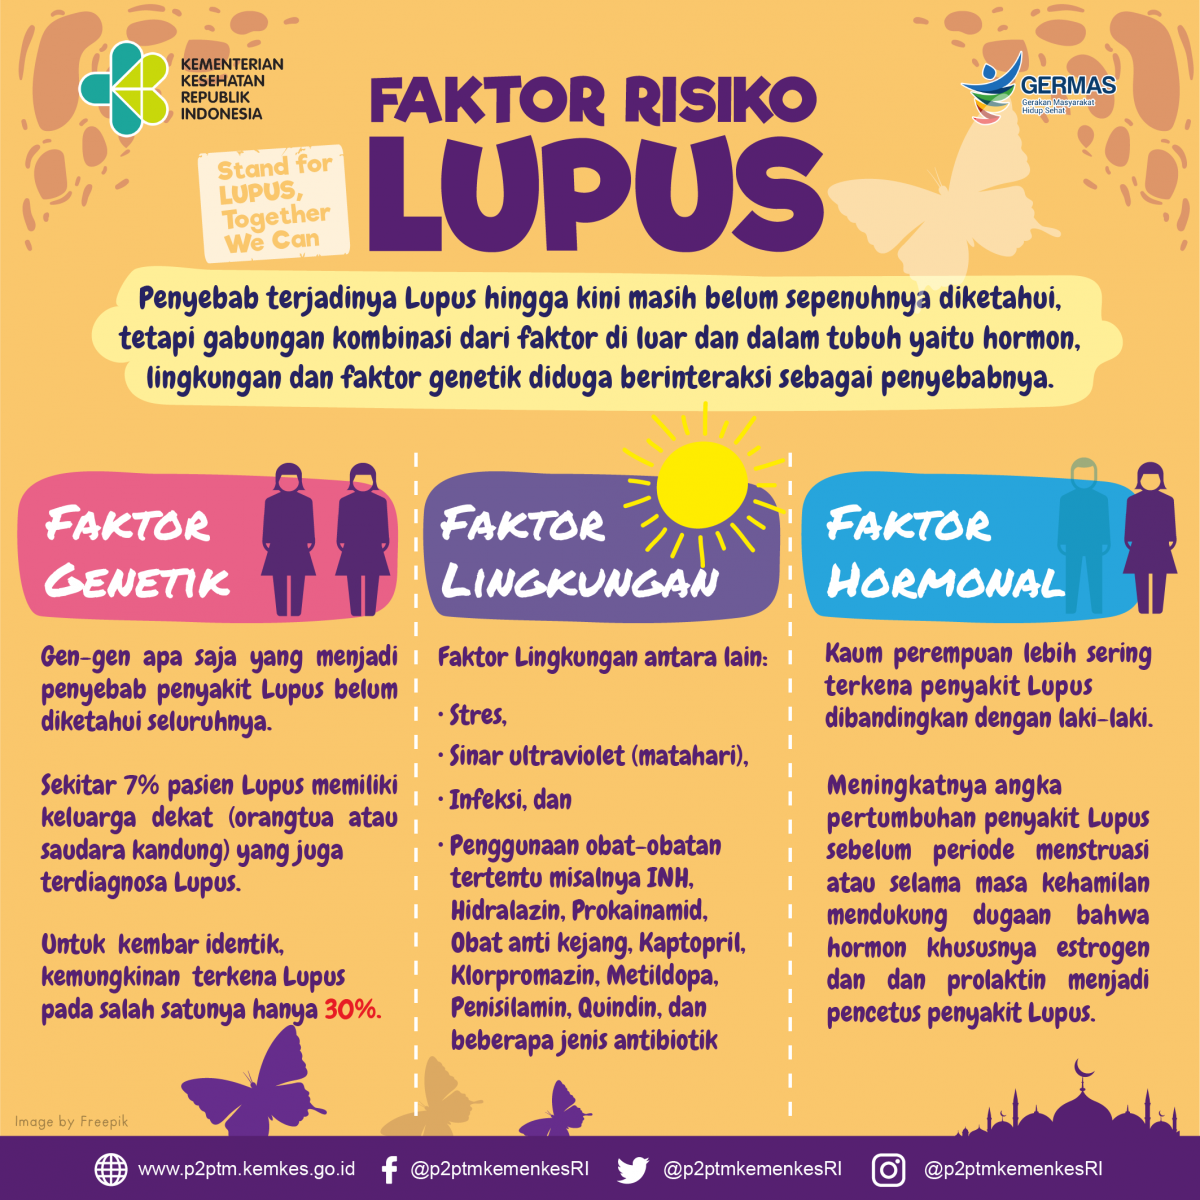 KEMENTERIAN
KESEHATAN
REPUBLIK
INDONESIA
FAKTOR RISIKO
LUPUS
GERMAS
Gerakan Masyarakat
Hidup Sehat
Stand for
LUPUS,
Together
We Can
Penyebab terjadinya Lupus hingga kini masih belum sepenuhnya diketahui,
tetapi gabungan kombinasi dari faktor di luar dan dalam tubuh yaitu hormon,
lingkungan dan faktor genetik diduga berinteraksi sebagai penyebabnya.
FAKTOR
GENETIK
Gen-gen apa saja yang menjadi
penyebab penyakit Lupus belum
diketahui seluruhnya.
Sekitar 7% pasien Lupus memiliki
keluarga dekat (orangtua atau
saudara kandung) yang juga
terdiagnosa Lupus.
Untuk kembar identik,
kemungkinan terkena Lupus
pada salah satunya hanya 30%.
FAKTOR
LINGKUNGAN
Faktor Lingkungan antara lain:
• Stres,
• Sinar ultraviolet (matahari),
• Infeksi, dan
• Penggunaan obat-obatan
tertentu misalnya INH,
Hidralazin, Prokainamid,
Obat anti kejang, Kaptopril,
Klorpromazin, Metildopa,
Penisilamin, Quindin, dan
beberapa jenis antibiotik
FAKTOR
HORMONAL
Kaum perempuan lebih sering
terkena penyakit Lupus
dibandingkan dengan laki-laki.
Meningkatnya angka
pertumbuhan penyakit Lupus
sebelum periode menstruasi
atau selama masa kehamilan
mendukung dugaan bahwa
hormon khususnya estrogen
dan dan prolaktin menjadi
pencetus penyakit Lupus.
Image by Freepik
www.p2ptm.kemkes.go.id
@p2ptmkemenkesRI
@p2ptmkemenkesRI
@p2ptmkemenkesRI